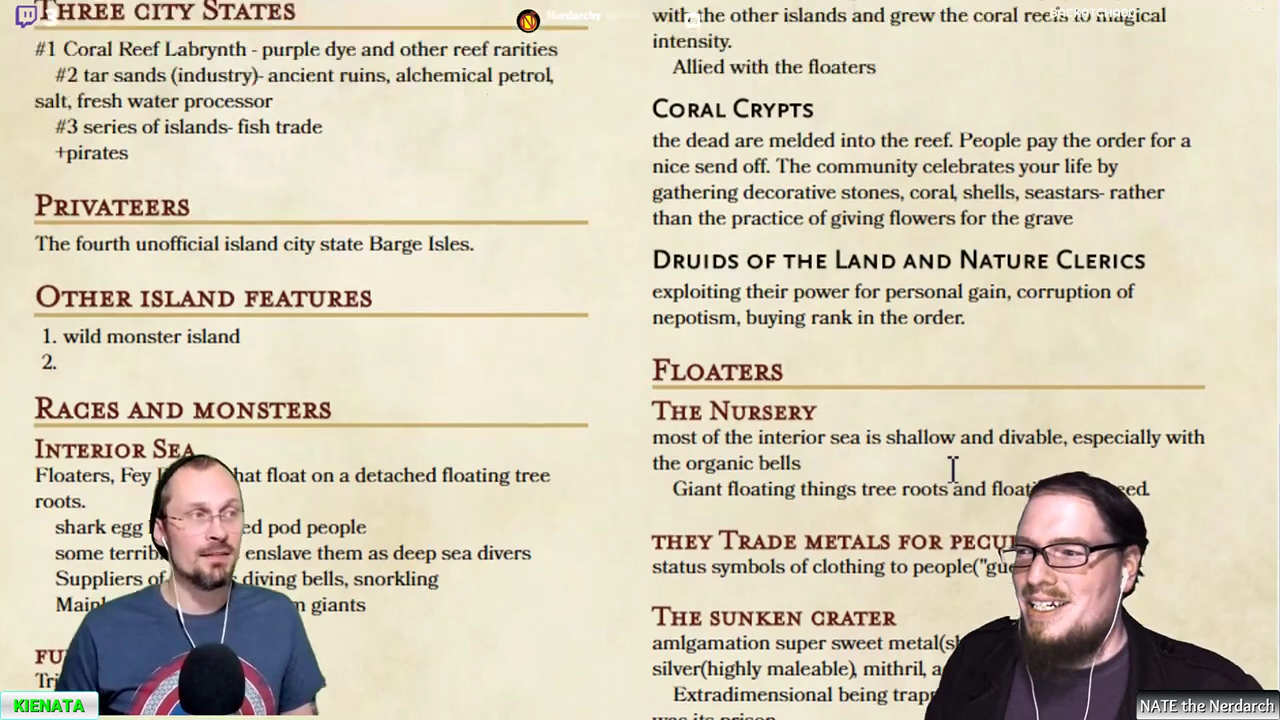 Nerdarchy
THREE CITY STATES
#1 Coral Reef Labrynth - purple dye and other reef rarities
#2 tar sands (industry)- ancient ruins, alchemical petrol,
salt, fresh water processor
#3 series of islands- fish trade
+pirates
PRIVATEERS
The fourth unofficial island city state Barge Isles.
OTHER ISLAND FEATURES
1. wild monster island
2.
RACES AND MONSTERS
INTERIOR SEA
Floaters, Fey hat float on a detached floating tree
roots.
shark egg ed pod people
some terrib enslave them as deep sea divers
Suppliers of diving bells, snorkling
Main giants
FU
Tri
with the other islands and grew the coral reefs to magical
intensity.
Allied with the floaters
CORAL CRYPTS
the dead are melded into the reef. People pay the order for a
nice send off. The community celebrates your life by
gathering decorative stones, coral, shells, seastars- rather
than the practice of giving flowers for the grave
DRUIDS OF THE LAND AND NATURE CLERICS
exploiting their power for personal gain, corruption of
nepotism, buying rank in the order.
FLOATERS
THE NURSERY
most of the interior sea is shallow and divable, especially with
the organic bells
Giant floating things tree roots and floati eed.
THEY TRADE METALS FOR PECU
status symbols of clothing to people("gue
THE SUNKEN CRATER
amlgamation super sweet metal(s
silver(highly maleable), mithril, a
Extradimensional being trapp
was its prison
KIENATA
NATE the Nerdarch